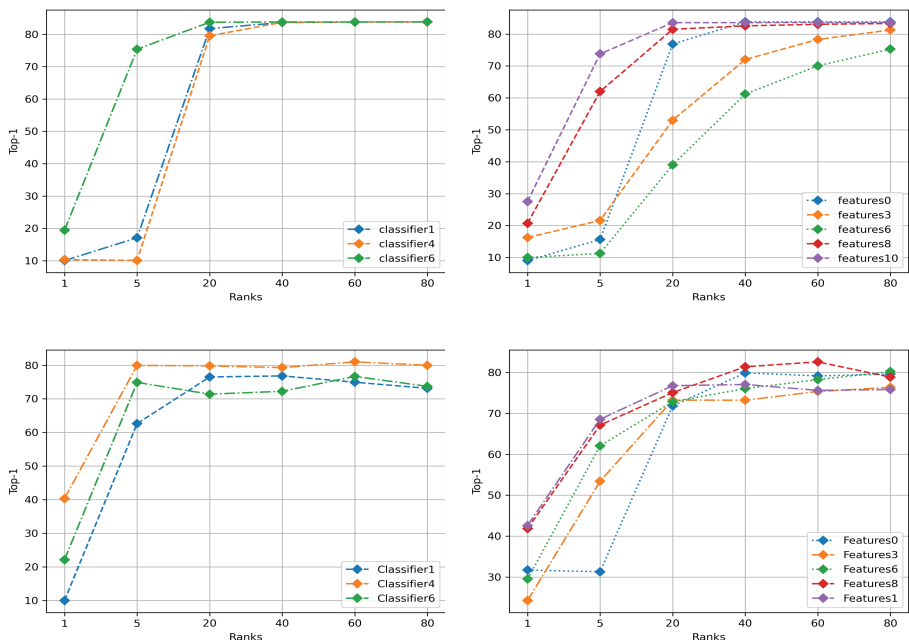 80
70
60
50
40
30
20
10
Top-1
1 5 20 40 60 80
Ranks
classifier1
classifier4
classifier6
80
70
60
50
40
30
20
10
Top-1
1 5 20 40 60 80
Ranks
features0
features3
features6
features8
features10
80
70
60
50
40
30
20
10
Top-1
1 5 20 40 60 80
Ranks
Classifier1
Classifier4
Classifier6
80
70
60
50
40
30
Top-1
1 5 20 40 60 80
Ranks
Features0
Features3
Features6
Features8
Features1